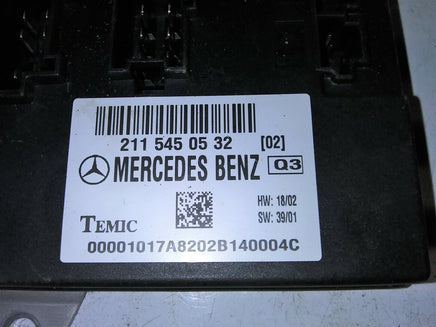 211 545 05 32 [02]
MERCEDES BENZ Q3
HW: 18/02
SW: 39/01
TEMIC
00001017A8202B140004C